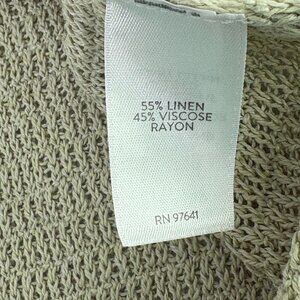 55% LINEN
45% VISCOSE
RAYON
RN 97641